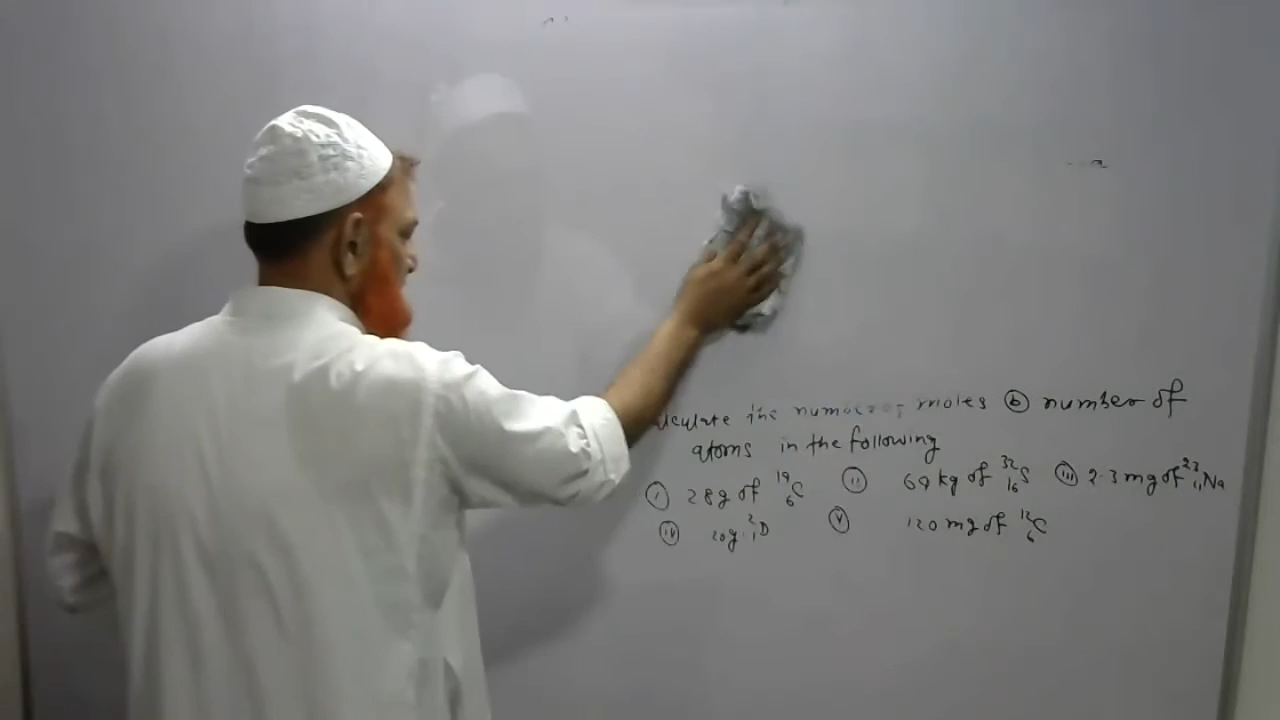 the number of moles ⓑ number of
atoms in the following
ⓘ 28g of ¹⁴₆C ⓘⓘ 64 kg of ³²₁₆S ⓘⓘⓘ 2.3 mg of ²³₁₁Na
ⓘⓥ 20g ²₁D ⓥ 120 mg of ¹²₆C